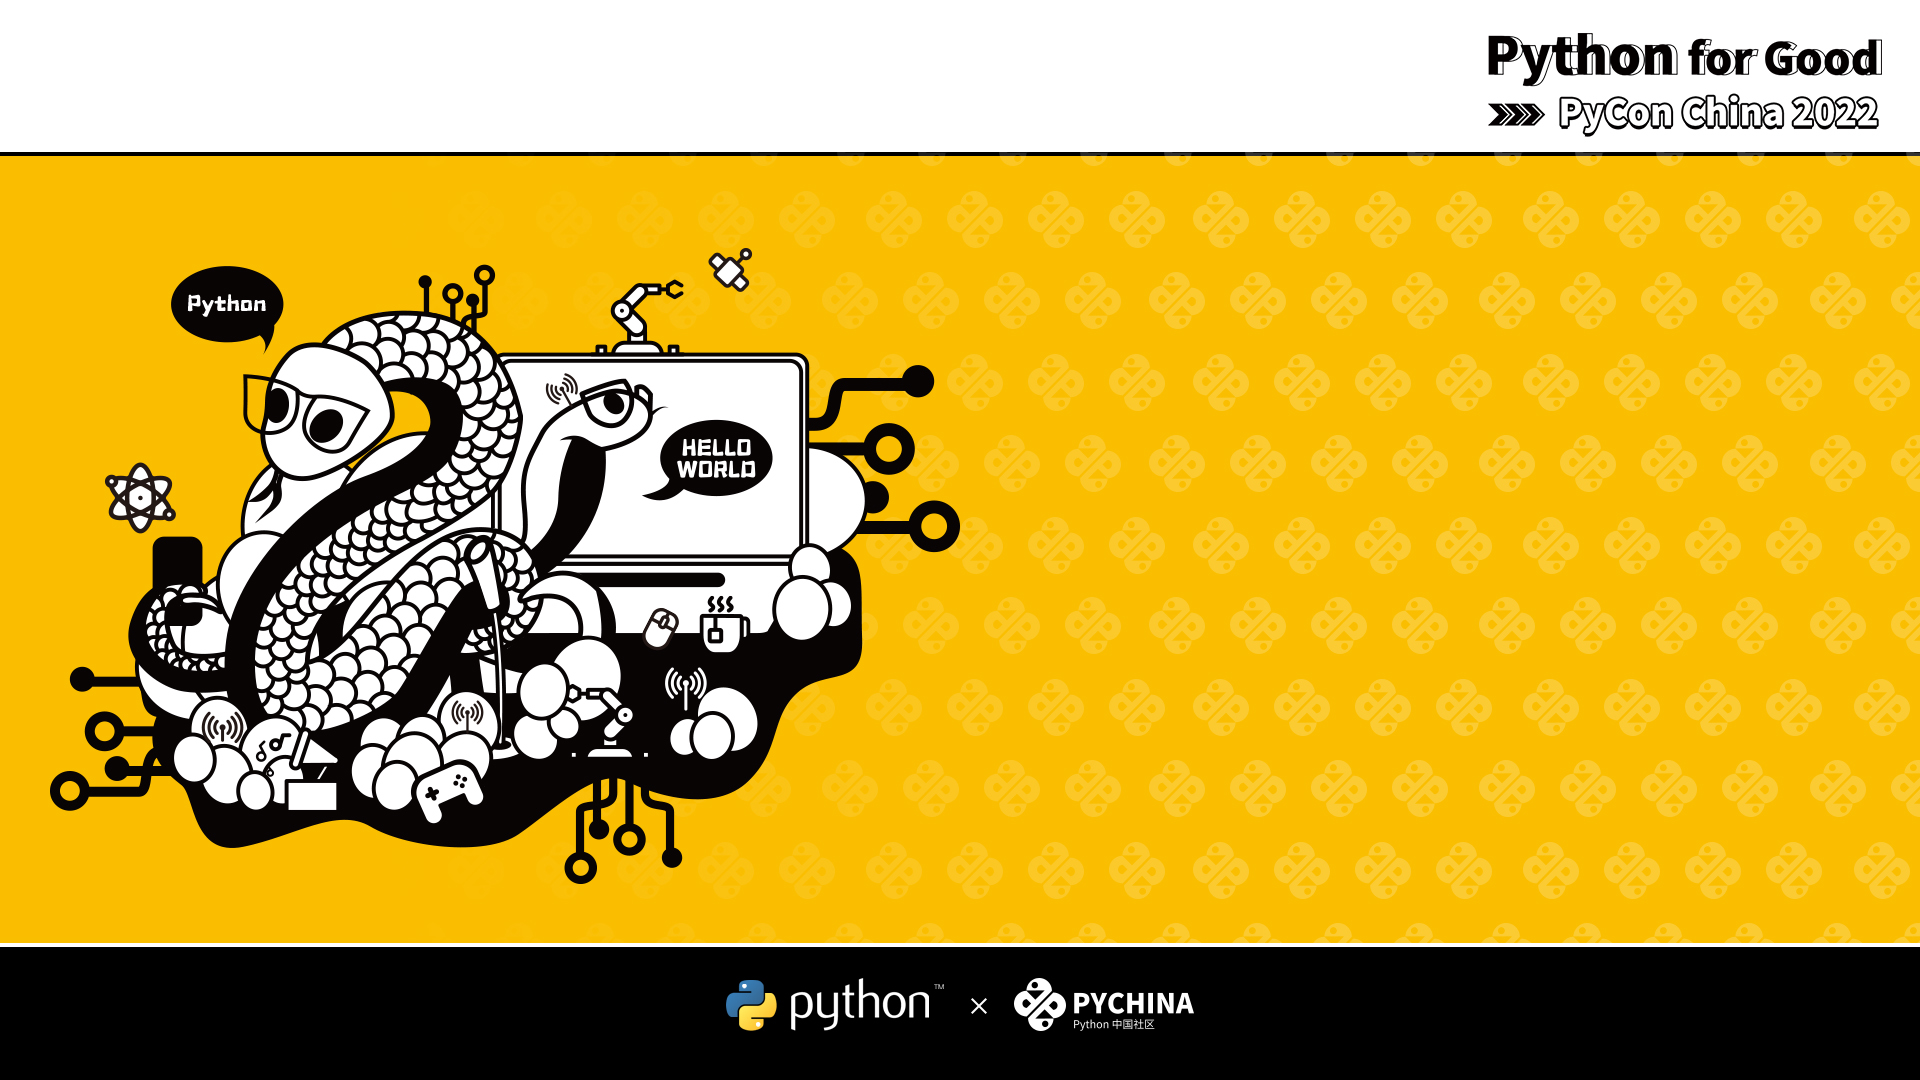 Python for Good
PyCon China 2022
Python
HELLO
WORLD
python™
×
PYCHINA
Python 中国社区